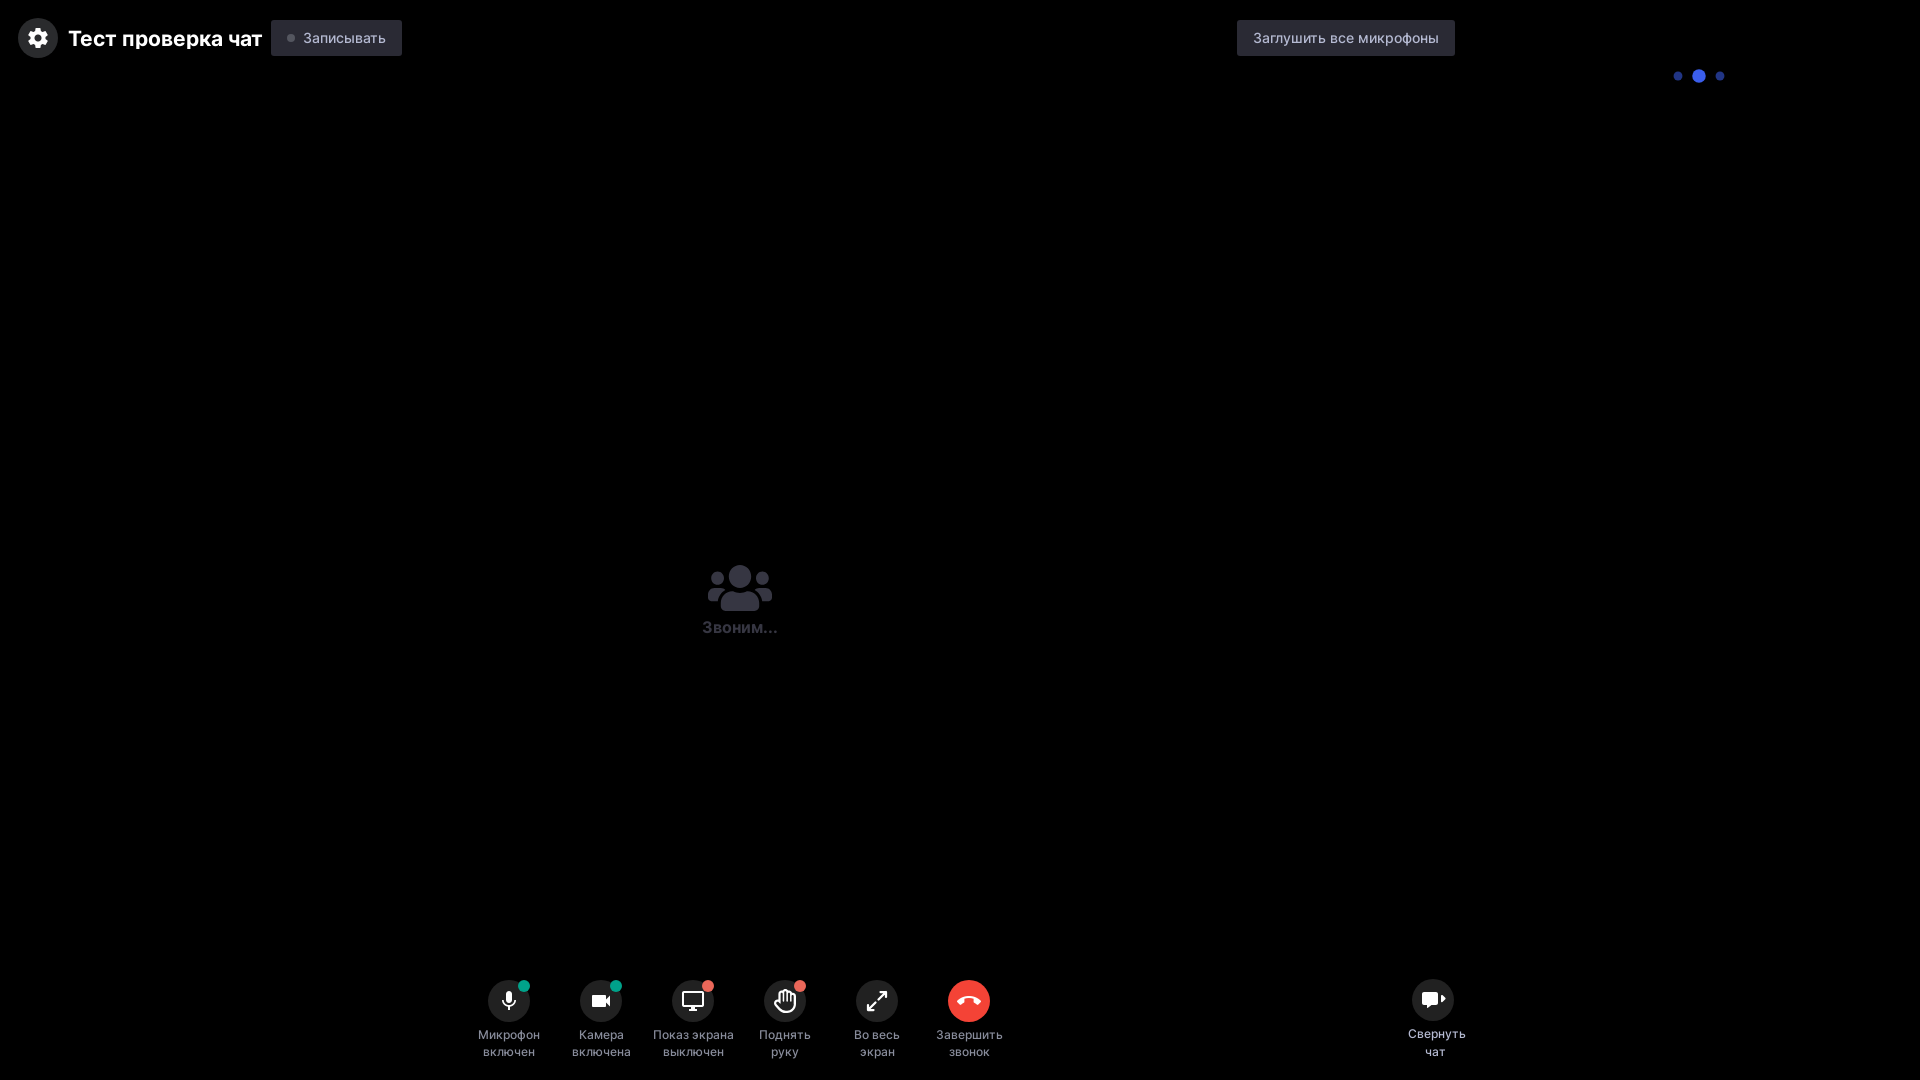 Тест проверка чат
Записывать
Заглушить все микрофоны
Звоним...
Микрофон
включен
Камера
включена
Показ экрана
выключен
Поднять
руку
Во весь
экран
Завершить
звонок
Свернуть
чат